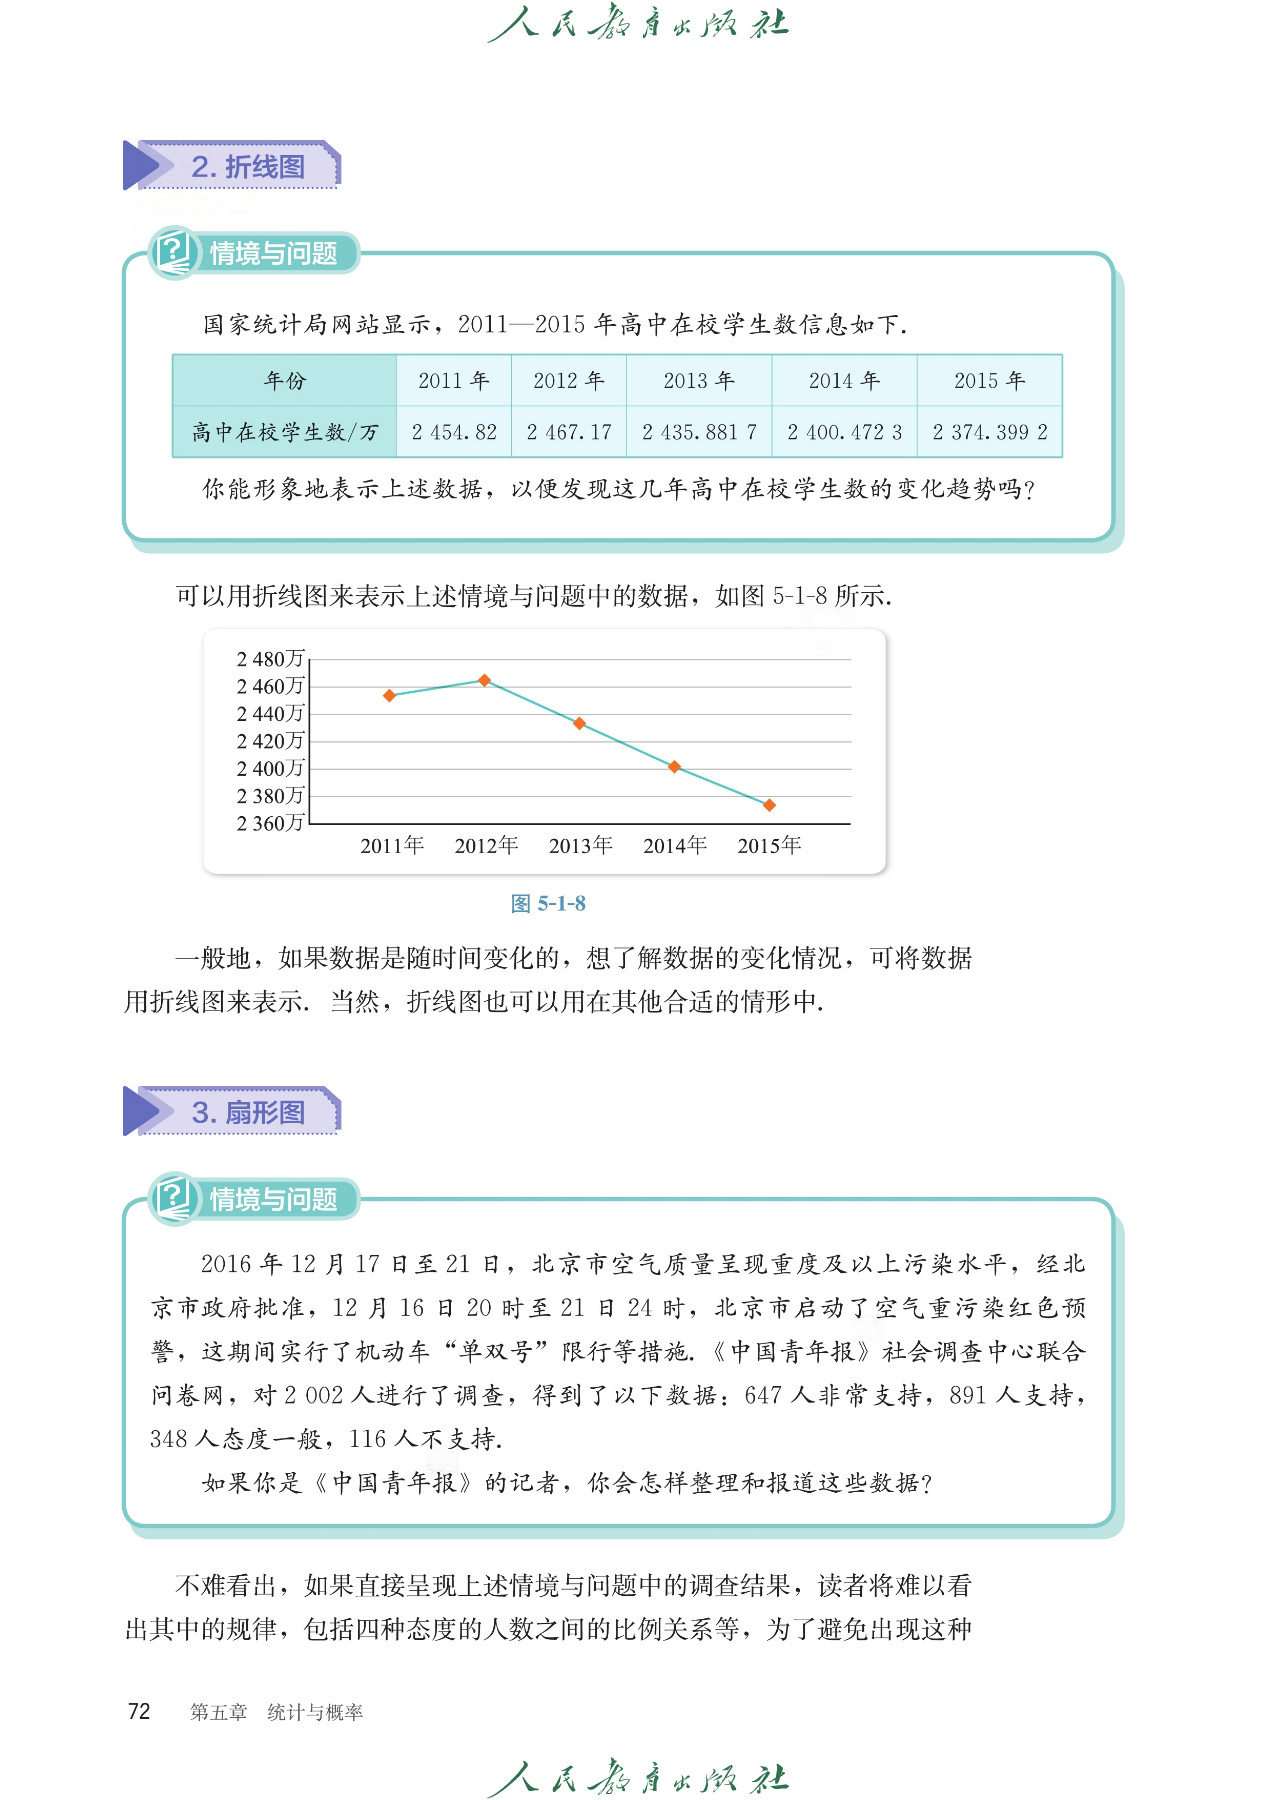 人民教育出版社
2. 折线图
情境与问题
国家统计局网站显示，2011—2015 年高中在校学生数信息如下.
年份 2011 年 2012 年 2013 年 2014 年 2015 年
高中在校学生数/万 2 454.82 2 467.17 2 435.881 7 2 400.472 3 2 374.399 2
你能形象地表示上述数据，以便发现这几年高中在校学生数的变化趋势吗？
可以用折线图来表示上述情境与问题中的数据，如图 5-1-8 所示.
2 480万
2 460万
2 440万
2 420万
2 400万
2 380万
2 360万
2011年 2012年 2013年 2014年 2015年
图 5-1-8
一般地，如果数据是随时间变化的，想了解数据的变化情况，可将数据
用折线图来表示. 当然，折线图也可以用在其他合适的情形中.
3. 扇形图
情境与问题
2016 年 12 月 17 日至 21 日，北京市空气质量呈现重度及以上污染水平，经北
京市政府批准，12 月 16 日 20 时至 21 日 24 时，北京市启动了空气重污染红色预
警，这期间实行了机动车“单双号”限行等措施.《中国青年报》社会调查中心联合
问卷网，对 2 002 人进行了调查，得到了以下数据：647 人非常支持，891 人支持，
348 人态度一般，116 人不支持.
如果你是《中国青年报》的记者，你会怎样整理和报道这些数据？
不难看出，如果直接呈现上述情境与问题中的调查结果，读者将难以看
出其中的规律，包括四种态度的人数之间的比例关系等，为了避免出现这种
72 第五章 统计与概率
人民教育出版社